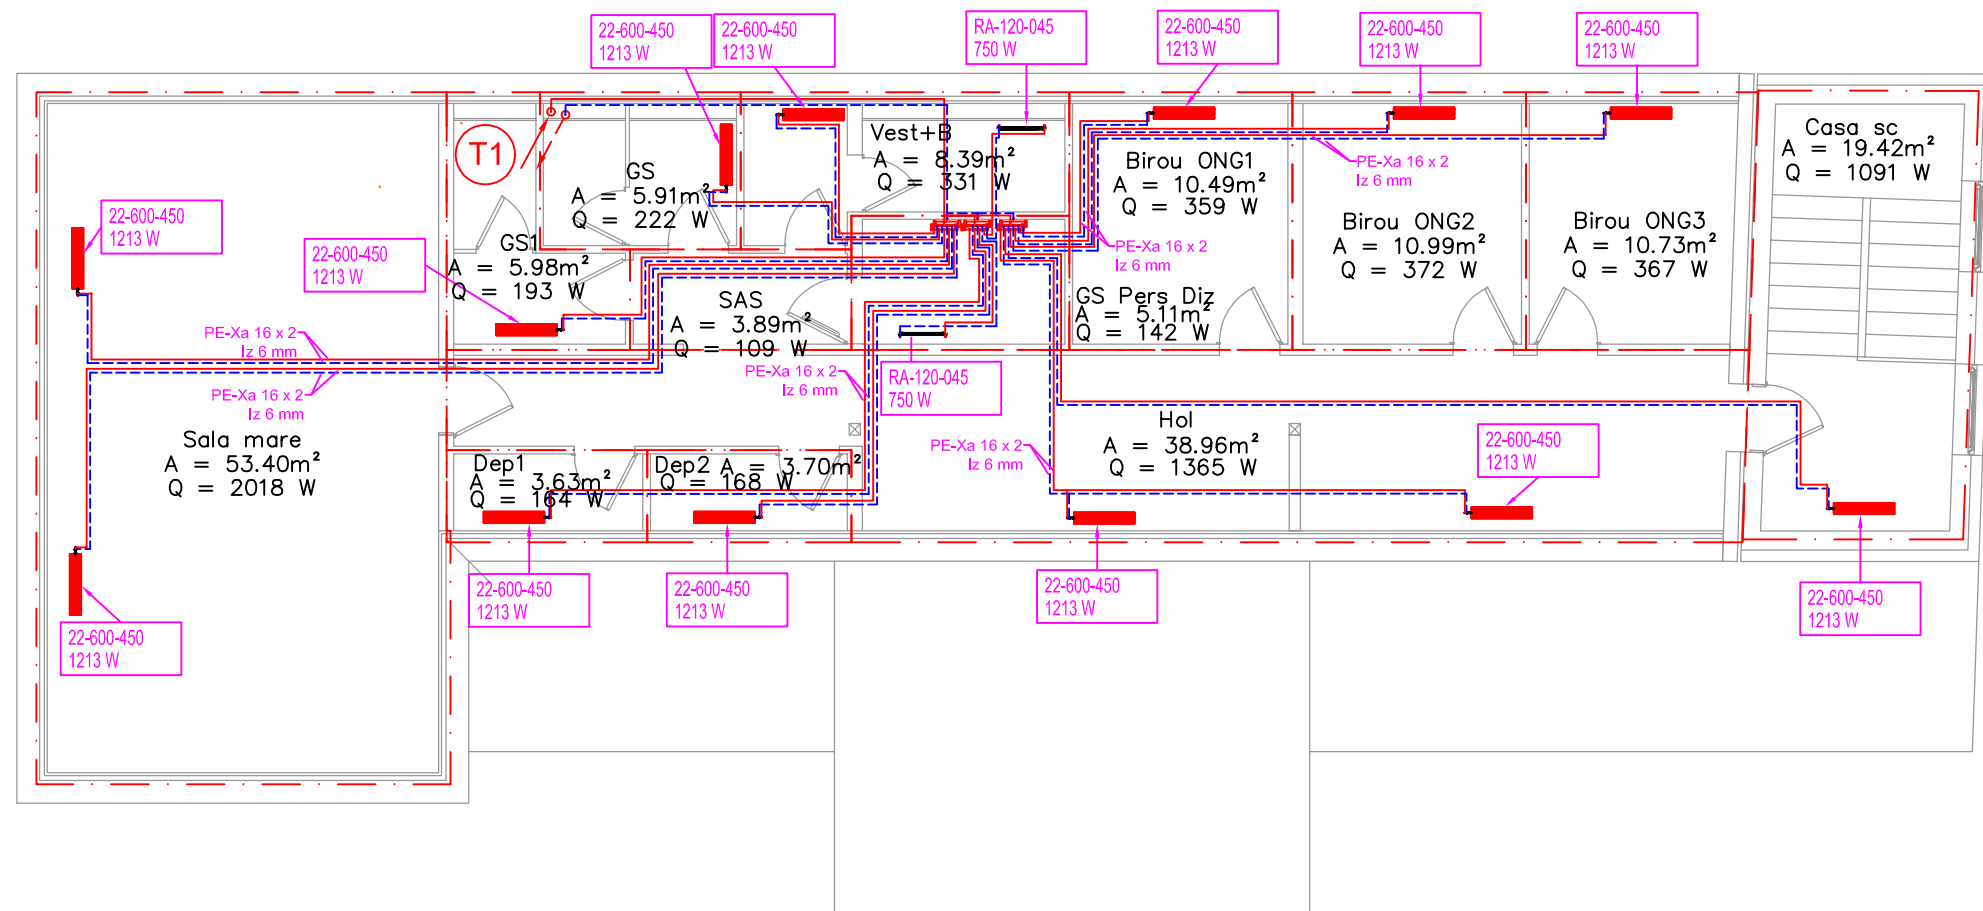 22-600-450
1213 W
22-600-450
1213 W
RA-120-045
750 W
22-600-450
1213 W
22-600-450
1213 W
22-600-450
1213 W
T1
GS
A = 5.91m²
Q = 222 W
Vest+B
A = 8.39m²
Q = 331 W
Birou ONG1
A = 10.49m²
Q = 359 W
PE-Xa 16 x 2
Iz 6 mm
Casa sc
A = 19.42m²
Q = 1091 W
22-600-450
1213 W
22-600-450
1213 W
GS1
A = 5.98m²
Q = 193 W
PE-Xa 16 x 2
Iz 6 mm
Birou ONG2
A = 10.99m²
Q = 372 W
Birou ONG3
A = 10.73m²
Q = 367 W
SAS
A = 3.89m²
Q = 109 W
GS Pers Diz
A = 5.11m²
Q = 142 W
PE-Xa 16 x 2
Iz 6 mm
PE-Xa 16 x 2
Iz 6 mm
PE-Xa 16 x 2
Iz 6 mm
RA-120-045
750 W
Sala mare
A = 53.40m²
Q = 2018 W
Dep1
A = 3.63m²
Q = 164 W
Dep2 A = 3.70m²
Q = 168 W
PE-Xa 16 x 2
Iz 6 mm
Hol
A = 38.96m²
Q = 1365 W
22-600-450
1213 W
22-600-450
1213 W
22-600-450
1213 W
22-600-450
1213 W
22-600-450
1213 W
22-600-450
1213 W